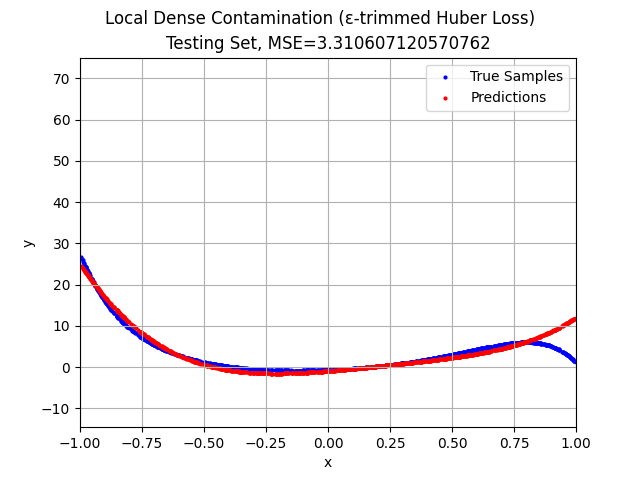 Local Dense Contamination (ε-trimmed Huber Loss)
Testing Set, MSE=3.310607120570762
True Samples
Predictions
70
60
50
40
30
20
10
0
−10
y
−1.00 −0.75 −0.50 −0.25 0.00 0.25 0.50 0.75 1.00
x